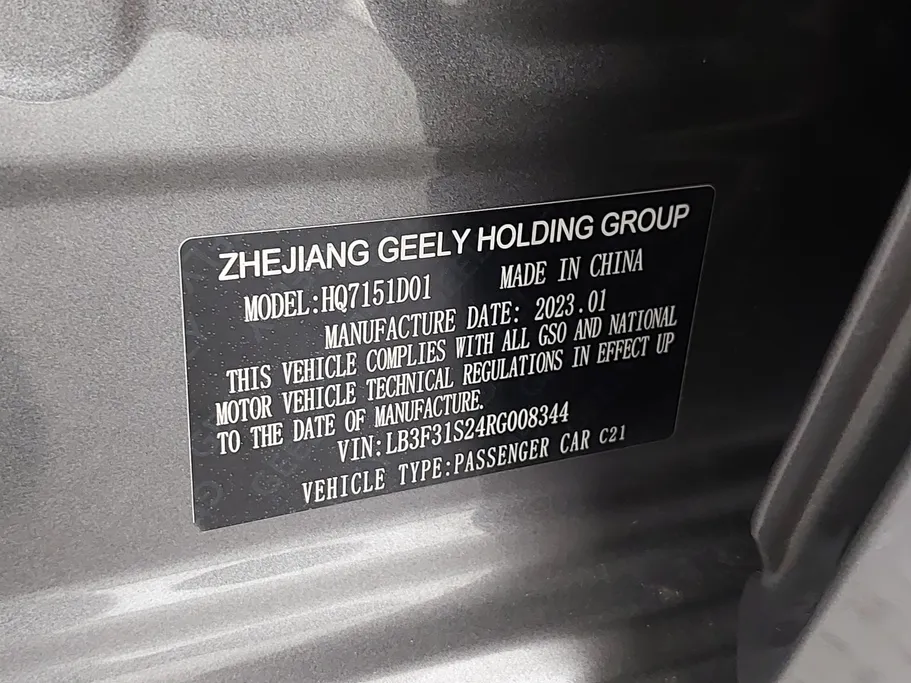 ZHEJIANG GEELY HOLDING GROUP
MODEL:HQ7151D01 MADE IN CHINA
MANUFACTURE DATE: 2023.01
THIS VEHICLE COMPLIES WITH ALL GSO AND NATIONAL
MOTOR VEHICLE TECHNICAL REGULATIONS IN EFFECT UP
TO THE DATE OF MANUFACTURE.
VIN:LB3F31S24RG008344
VEHICLE TYPE:PASSENGER CAR C21